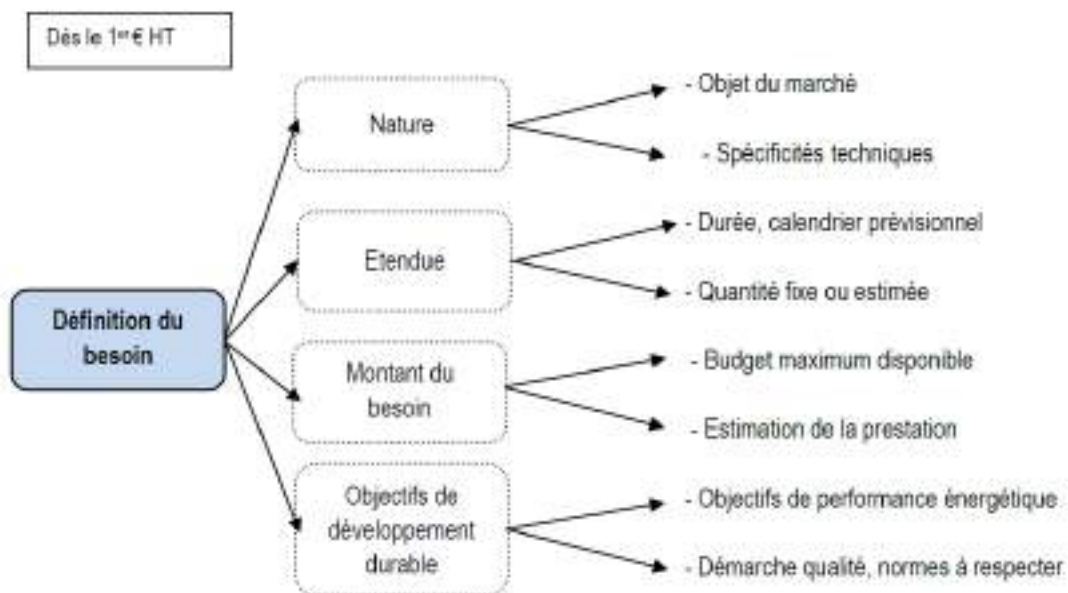 Dès le 1er € HT
Nature
- Objet du marché
- Spécificités techniques
Etendue
- Durée, calendrier prévisionnel
- Quantité fixe ou estimée
Définition du
besoin
Montant du
besoin
- Budget maximum disponible
- Estimation de la prestation
Objectifs de
développement
durable
- Objectifs de performance énergétique
- Démarche qualité, normes à respecter